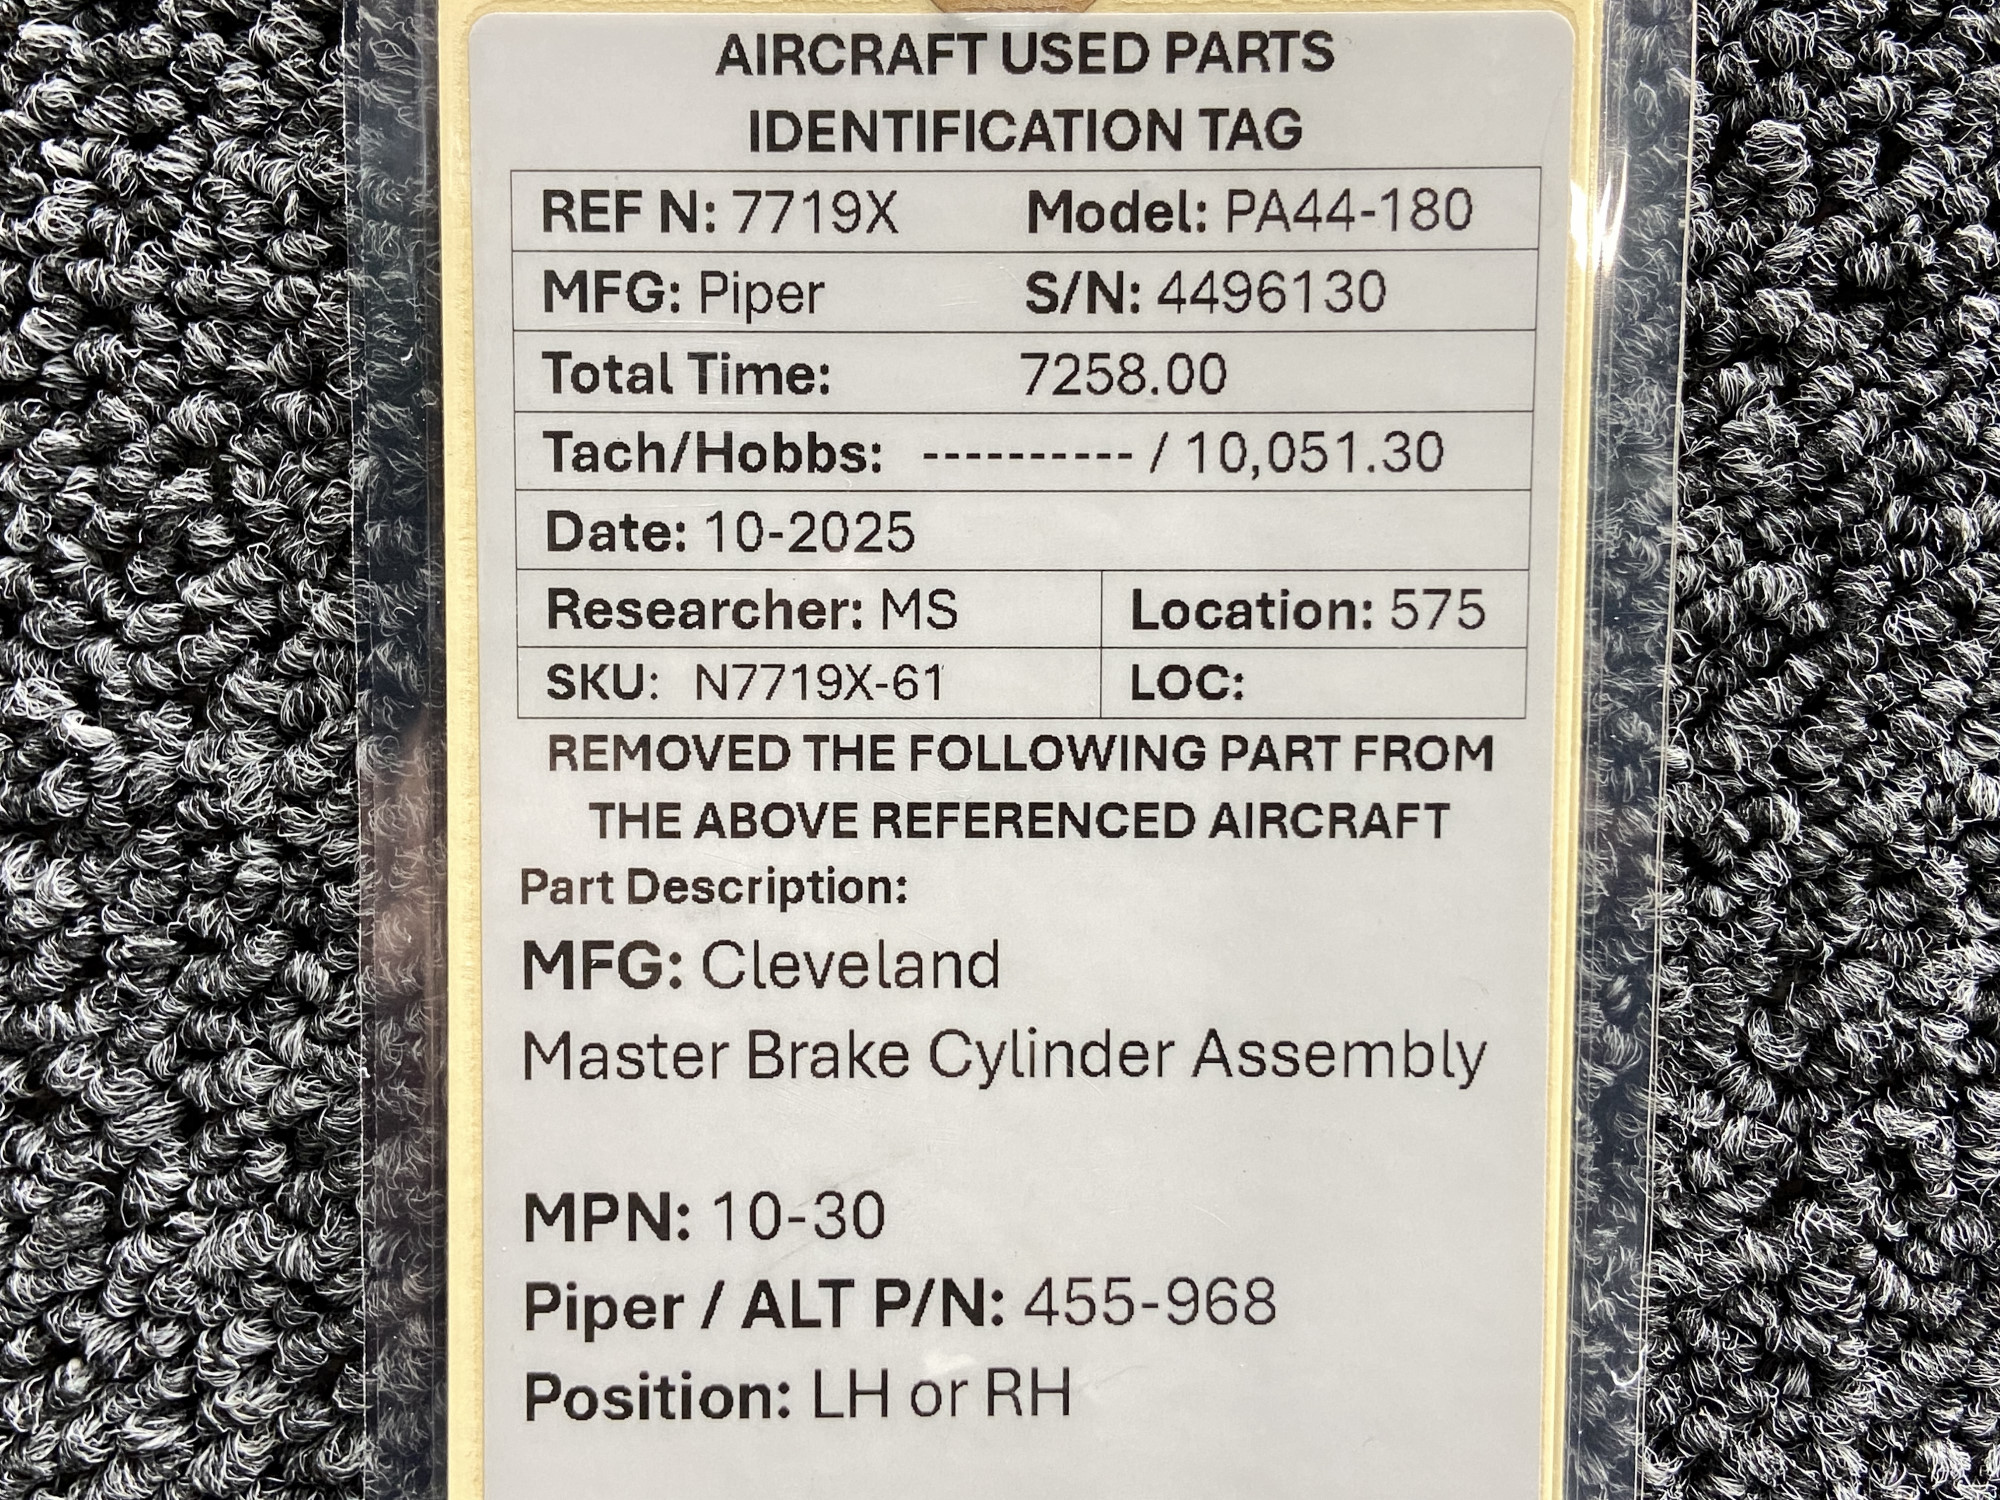 AIRCRAFT USED PARTS
IDENTIFICATION TAG
REF N: 7719X Model: PA44-180
MFG: Piper S/N: 4496130
Total Time: 7258.00
Tach/Hobbs: ---------- / 10,051.30
Date: 10-2025
Researcher: MS Location: 575
SKU: N7719X-61 LOC:
REMOVED THE FOLLOWING PART FROM
THE ABOVE REFERENCED AIRCRAFT
Part Description:
MFG: Cleveland
Master Brake Cylinder Assembly
MPN: 10-30
Piper / ALT P/N: 455-968
Position: LH or RH